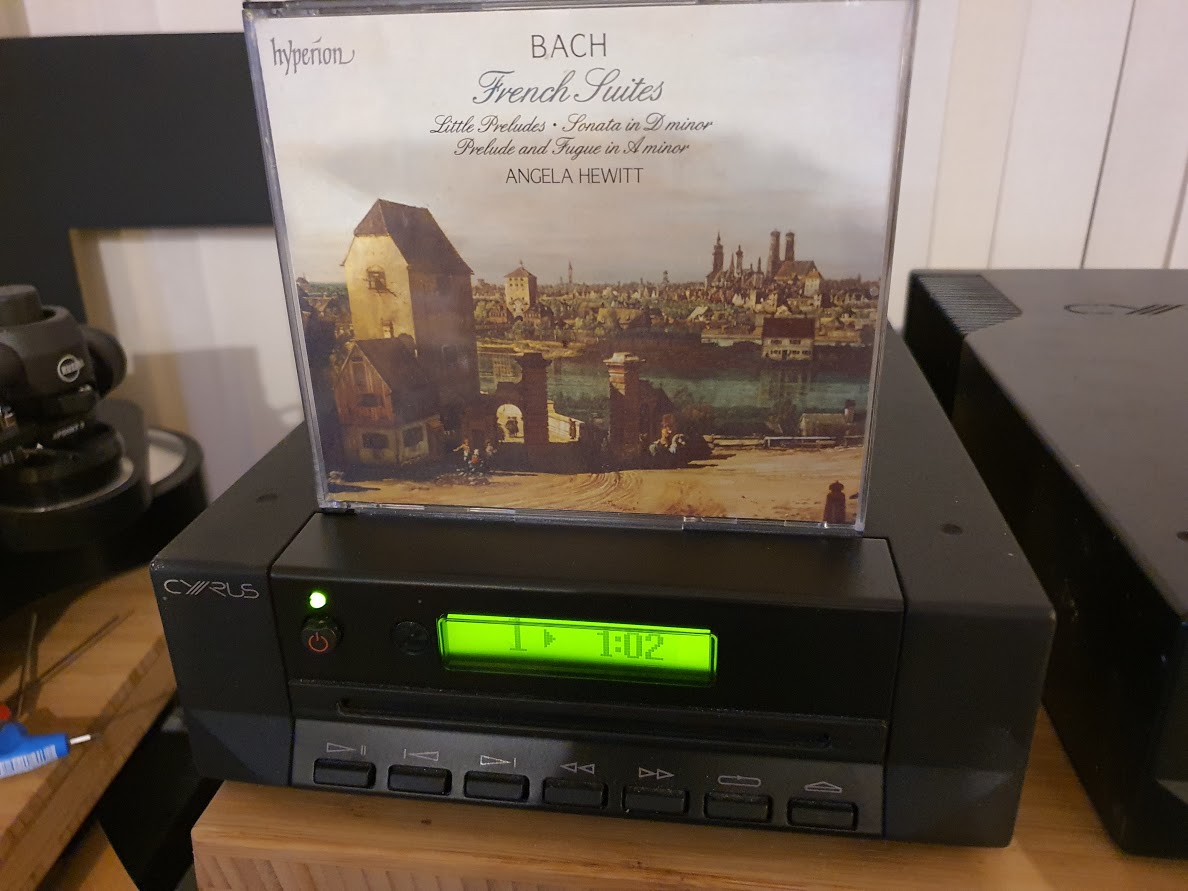 hyperion
BACH
French Suites
Little Preludes • Sonata in D minor
Prelude and Fugue in A minor
ANGELA HEWITT
CYRUS
1 1:02
CY